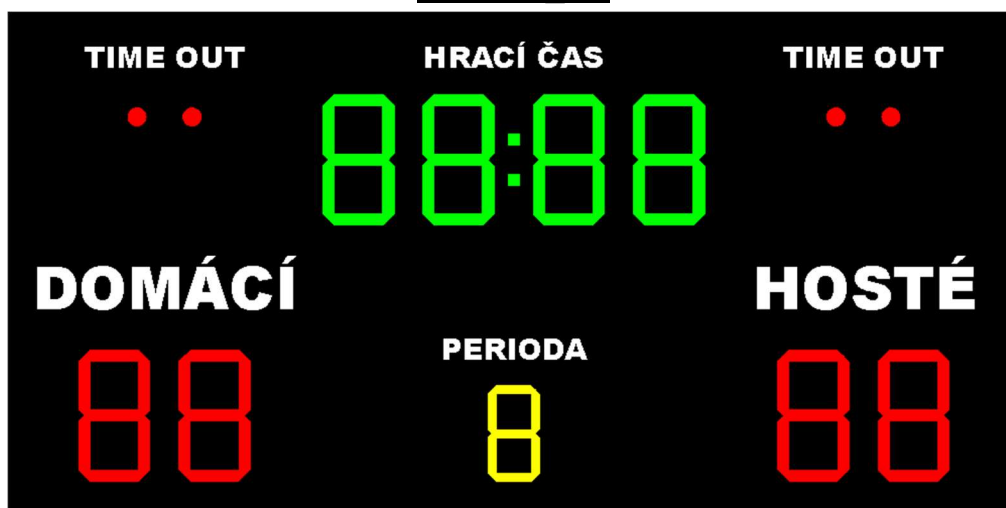 TIME OUT HRACÍ ČAS TIME OUT
88:88
DOMÁCÍ HOSTÉ
PERIODA
88 8 88